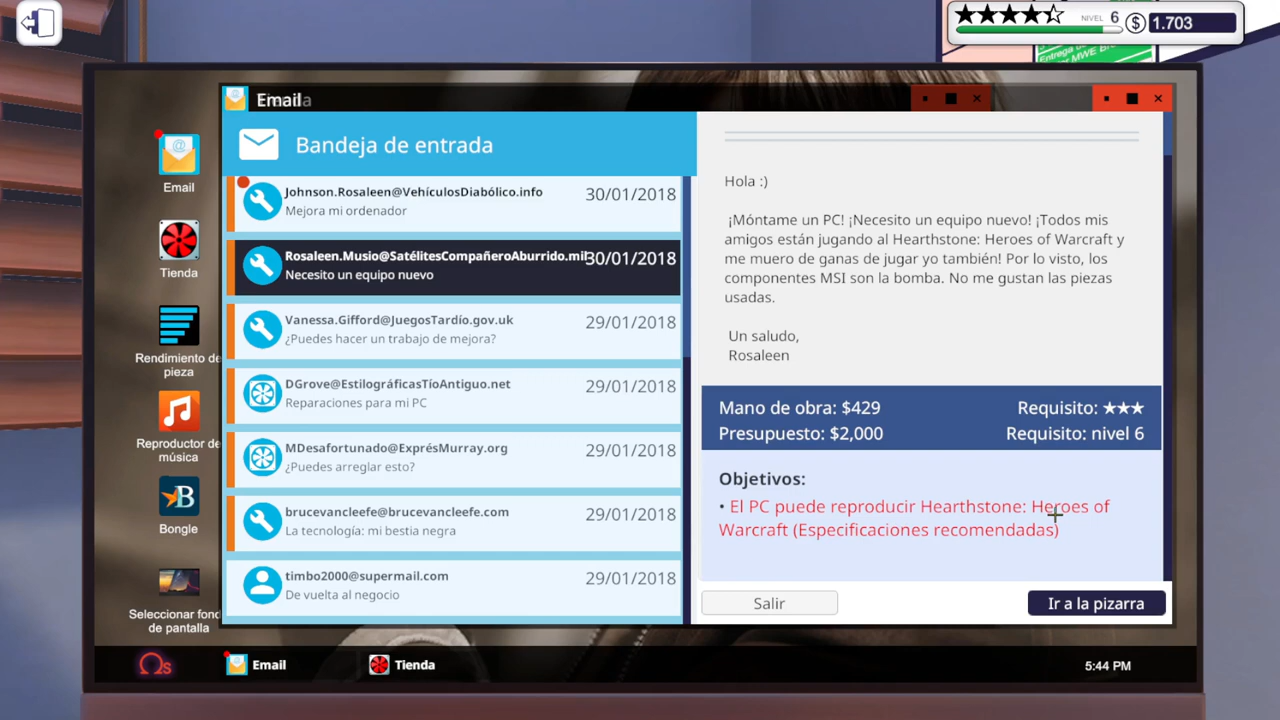 NIVEL 6
$ 1.703
Entrega de
Email
Bandeja de entrada
Johnson.Rosaleen@VehículosDiabólico.info
30/01/2018
Mejora mi ordenador
Rosaleen.Musio@SatélitesCompañeroAburrido.mil
30/01/2018
Necesito un equipo nuevo
Vanessa.Gifford@JuegosTardío.gov.uk
29/01/2018
¿Puedes hacer un trabajo de mejora?
DGrove@EstilográficasTíoAntiguo.net
29/01/2018
Reparaciones para mi PC
MDesafortunado@ExprésMurray.org
29/01/2018
¿Puedes arreglar esto?
brucevancleefe@brucevancleefe.com
29/01/2018
La tecnología: mi bestia negra
timbo2000@supermail.com
29/01/2018
De vuelta al negocio
Email
Tienda
Rendimiento de
pieza
Reproductor de
música
Bongle
Seleccionar fond
de pantalla
Hola :)
¡Móntame un PC! ¡Necesito un equipo nuevo! ¡Todos mis
amigos están jugando al Hearthstone: Heroes of Warcraft y
me muero de ganas de jugar yo también! Por lo visto, los
componentes MSI son la bomba. No me gustan las piezas
usadas.
Un saludo,
Rosaleen
Mano de obra: $429
Requisito: ★★★
Presupuesto: $2,000
Requisito: nivel 6
Objetivos:
• El PC puede reproducir Hearthstone: Heroes of
Warcraft (Especificaciones recomendadas)
Salir
Ir a la pizarra
Ωs
Email
Tienda
5:44 PM